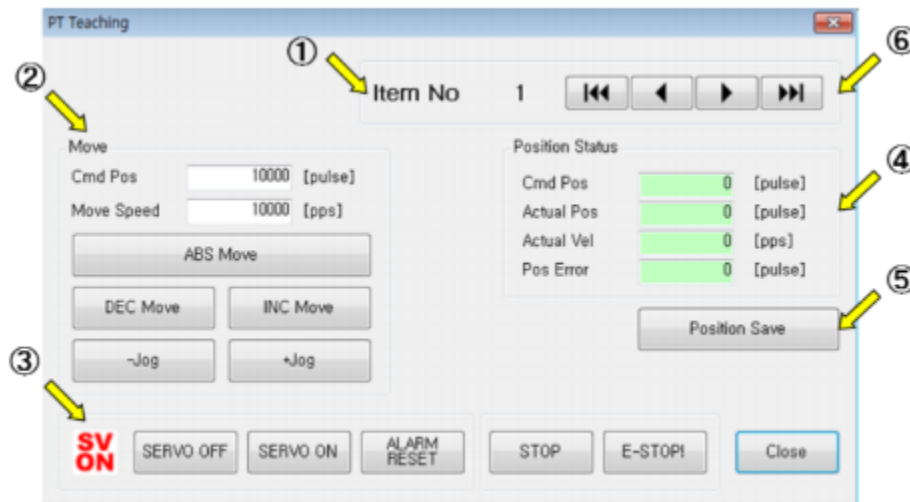 PT Teaching
①
⑥
Item No 1
②
Move
Cmd Pos 10000 [pulse]
Move Speed 10000 [pps]
ABS Move
DEC Move INC Move
-Jog +Jog
Position Status
④
Cmd Pos 0 [pulse]
Actual Pos 0 [pulse]
Actual Vel 0 [pps]
Pos Error 0 [pulse]
⑤
Position Save
③
SV
ON
SERVO OFF
SERVO ON
ALARM
RESET
STOP
E-STOP!
Close